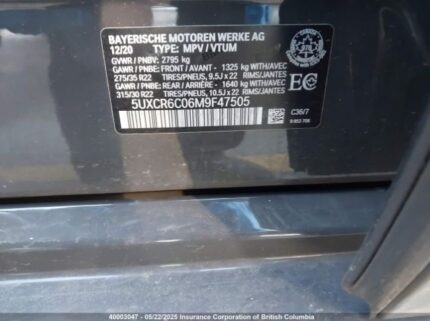 BAYERISCHE MOTOREN WERKE AG
12/20 TYPE: MPV / VTUM
GVWR / PNBV: 2795 kg
GAWR / PNBE: FRONT / AVANT - 1325 kg WITH/AVEC
275/35 R22 TIRES/PNEUS, 9.5J x 22 RIMS/JANTES
GAWR / PNBE: REAR / ARRIERE - 1640 kg WITH/AVEC
315/30 R22 TIRES/PNEUS, 10.5J x 22 RIMS/JANTES
5UXCR6C06M9F47505
EC
C36/7
40003047 - 05/22/2025 Insurance Corporation of British Columbia